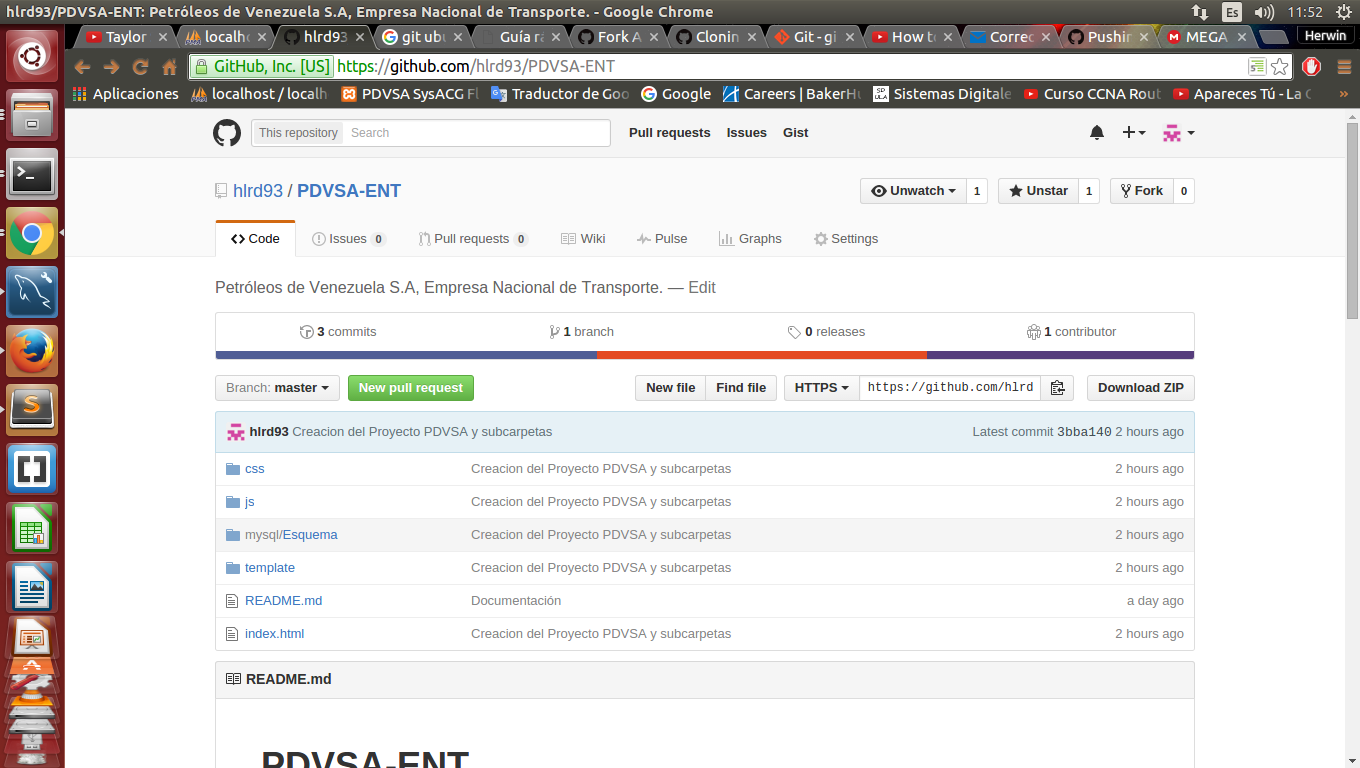 hlrd93/PDVSA-ENT: Petróleos de Venezuela S.A, Empresa Nacional de Transporte. - Google Chrome
Es 11:52
Taylor localh hlrd93 git ubu Guía rá Fork A Clonin Git - gi How to Correo Pushin MEGA Herwin
GitHub, Inc. [US] https://github.com/hlrd93/PDVSA-ENT
Aplicaciones localhost / localh PDVSA SysACG Fl Traductor de Goo Google Careers | BakerHu Sistemas Digitale Curso CCNA Rout Apareces Tú - La »
This repository Search Pull requests Issues Gist
hlrd93 / PDVSA-ENT
Unwatch 1 Unstar 1 Fork 0
Code Issues 0 Pull requests 0 Wiki Pulse Graphs Settings
Petróleos de Venezuela S.A, Empresa Nacional de Transporte. — Edit
3 commits 1 branch 0 releases 1 contributor
Branch: master New pull request New file Find file HTTPS https://github.com/hlrd Download ZIP
hlrd93 Creacion del Proyecto PDVSA y subcarpetas Latest commit 3bba140 2 hours ago
css Creacion del Proyecto PDVSA y subcarpetas 2 hours ago
js Creacion del Proyecto PDVSA y subcarpetas 2 hours ago
mysql/Esquema Creacion del Proyecto PDVSA y subcarpetas 2 hours ago
template Creacion del Proyecto PDVSA y subcarpetas 2 hours ago
README.md Documentación a day ago
index.html Creacion del Proyecto PDVSA y subcarpetas 2 hours ago
README.md
PDVSA-ENT